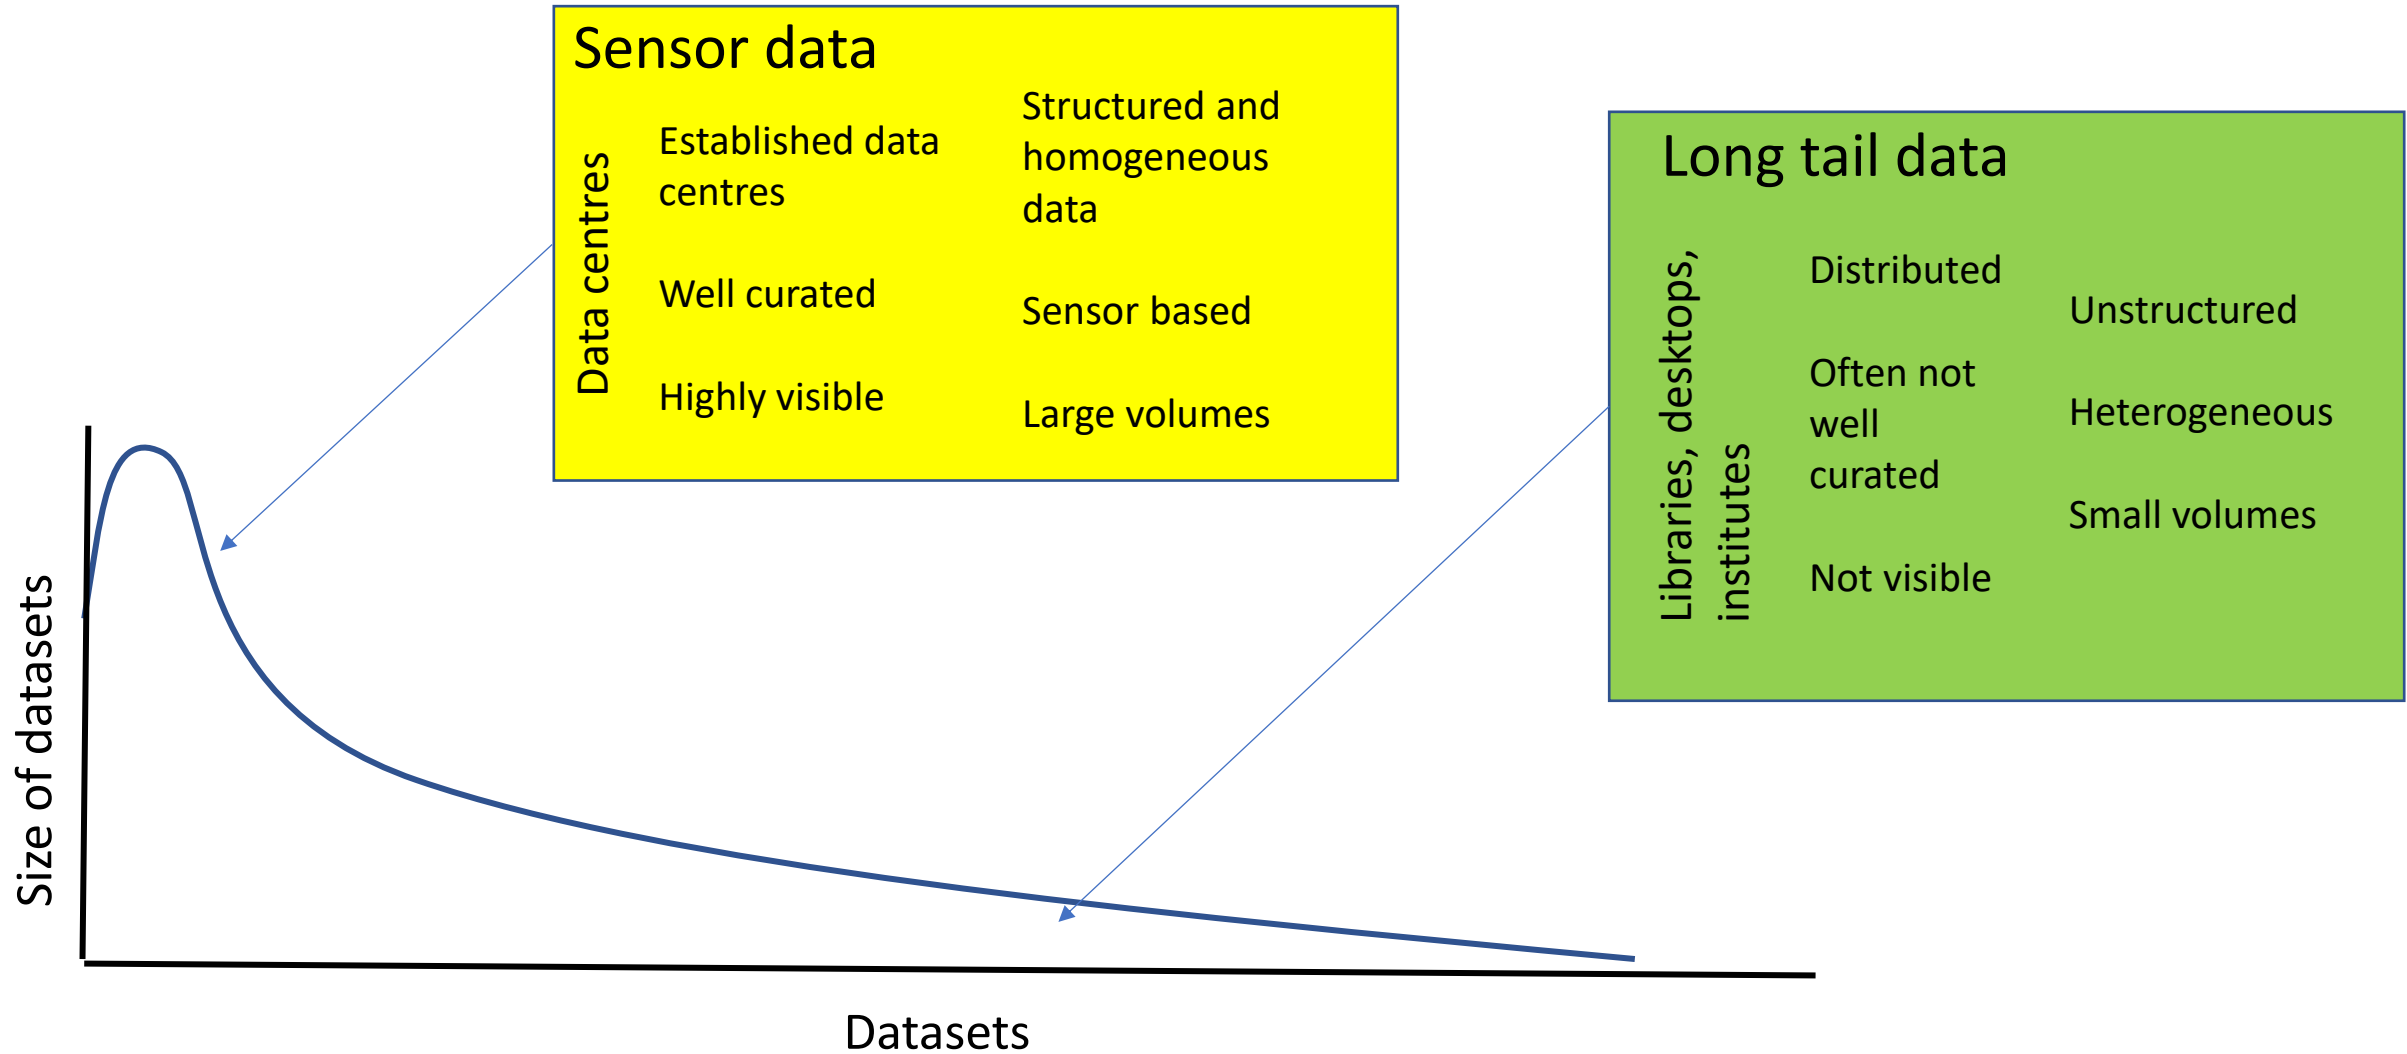 Sensor data
Data centres
Established data
centres
Well curated
Highly visible
Structured and
homogeneous
data
Sensor based
Large volumes
Long tail data
Libraries, desktops,
institutes
Distributed
Often not
well
curated
Not visible
Unstructured
Heterogeneous
Small volumes
Size of datasets
Datasets